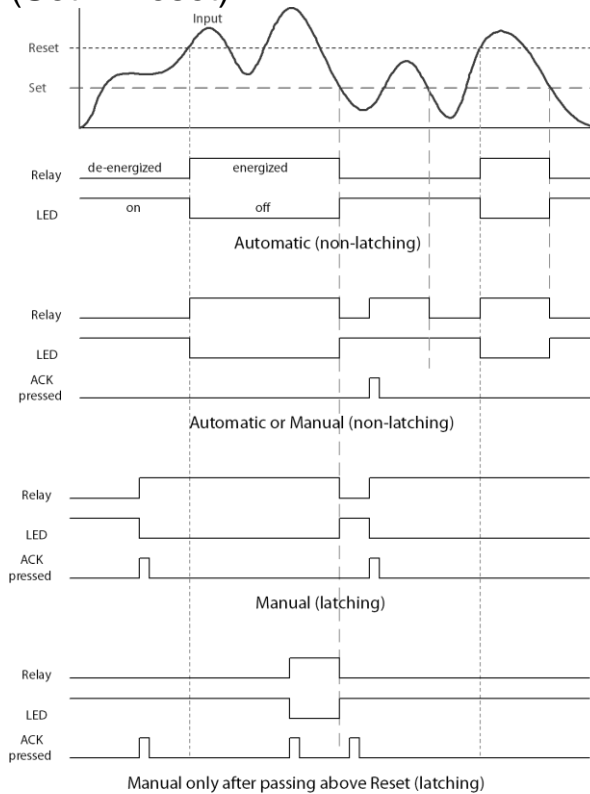 (Set Reset)
Input
Reset
Set
Relay
de-energized
energized
LED
on
off
Automatic (non-latching)
Relay
LED
ACK
pressed
Automatic or Manual (non-latching)
Relay
LED
ACK
pressed
Manual (latching)
Relay
LED
ACK
pressed
Manual only after passing above Reset (latching)